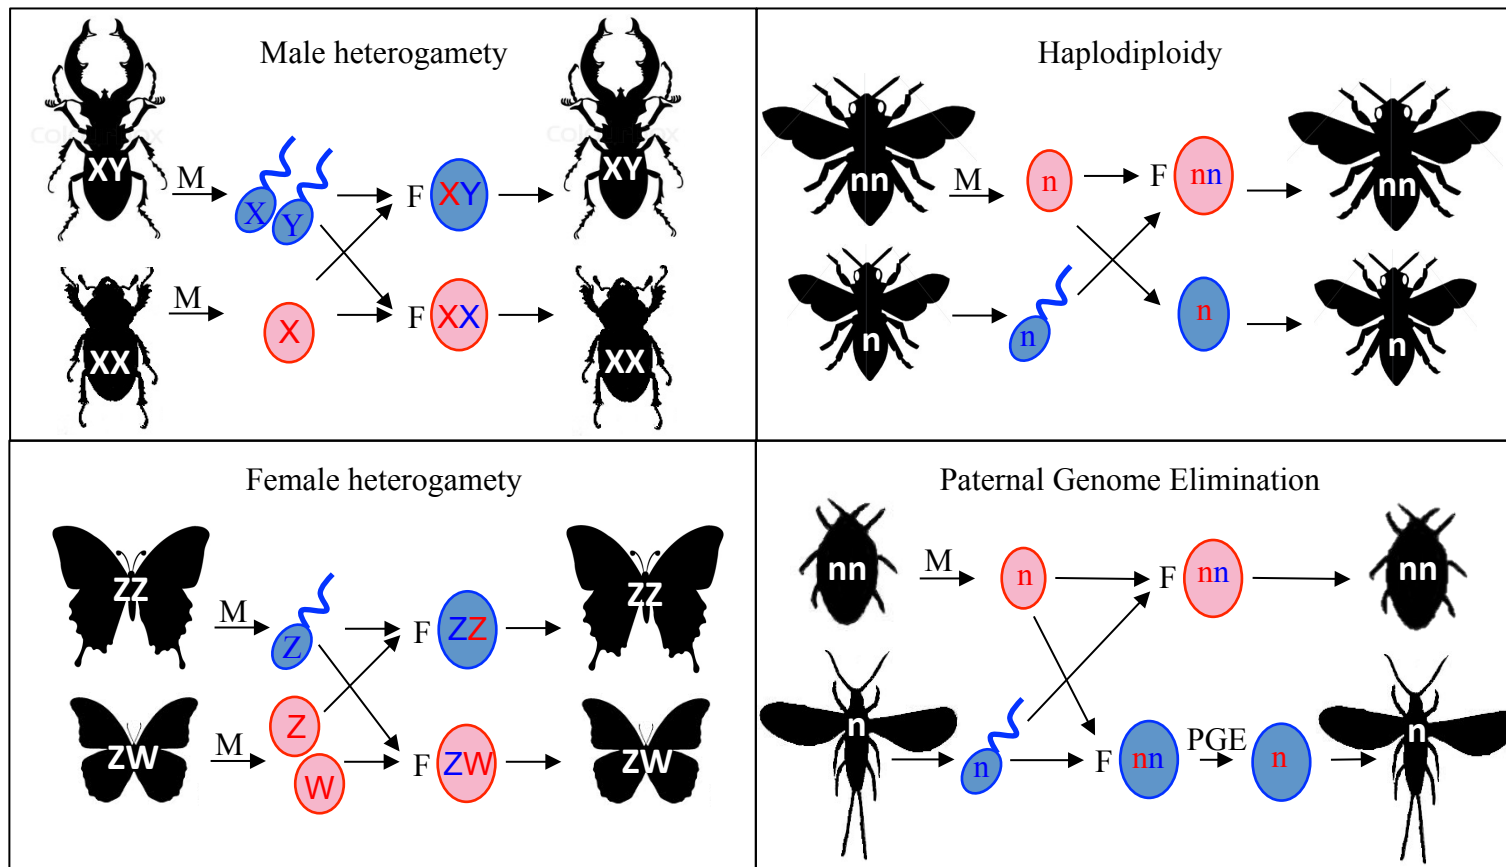 Male heterogamety
XY
M
X
Y
F
XY
XY
XX
M
X
F
XX
XX
Haplodiploidy
nn
M
n
F
nn
nn
n
n
n
n
Female heterogamety
ZZ
M
Z
F
ZZ
ZZ
ZW
M
Z
W
F
ZW
ZW
Paternal Genome Elimination
nn
M
n
F
nn
nn
n
n
F
nn
PGE
n
n